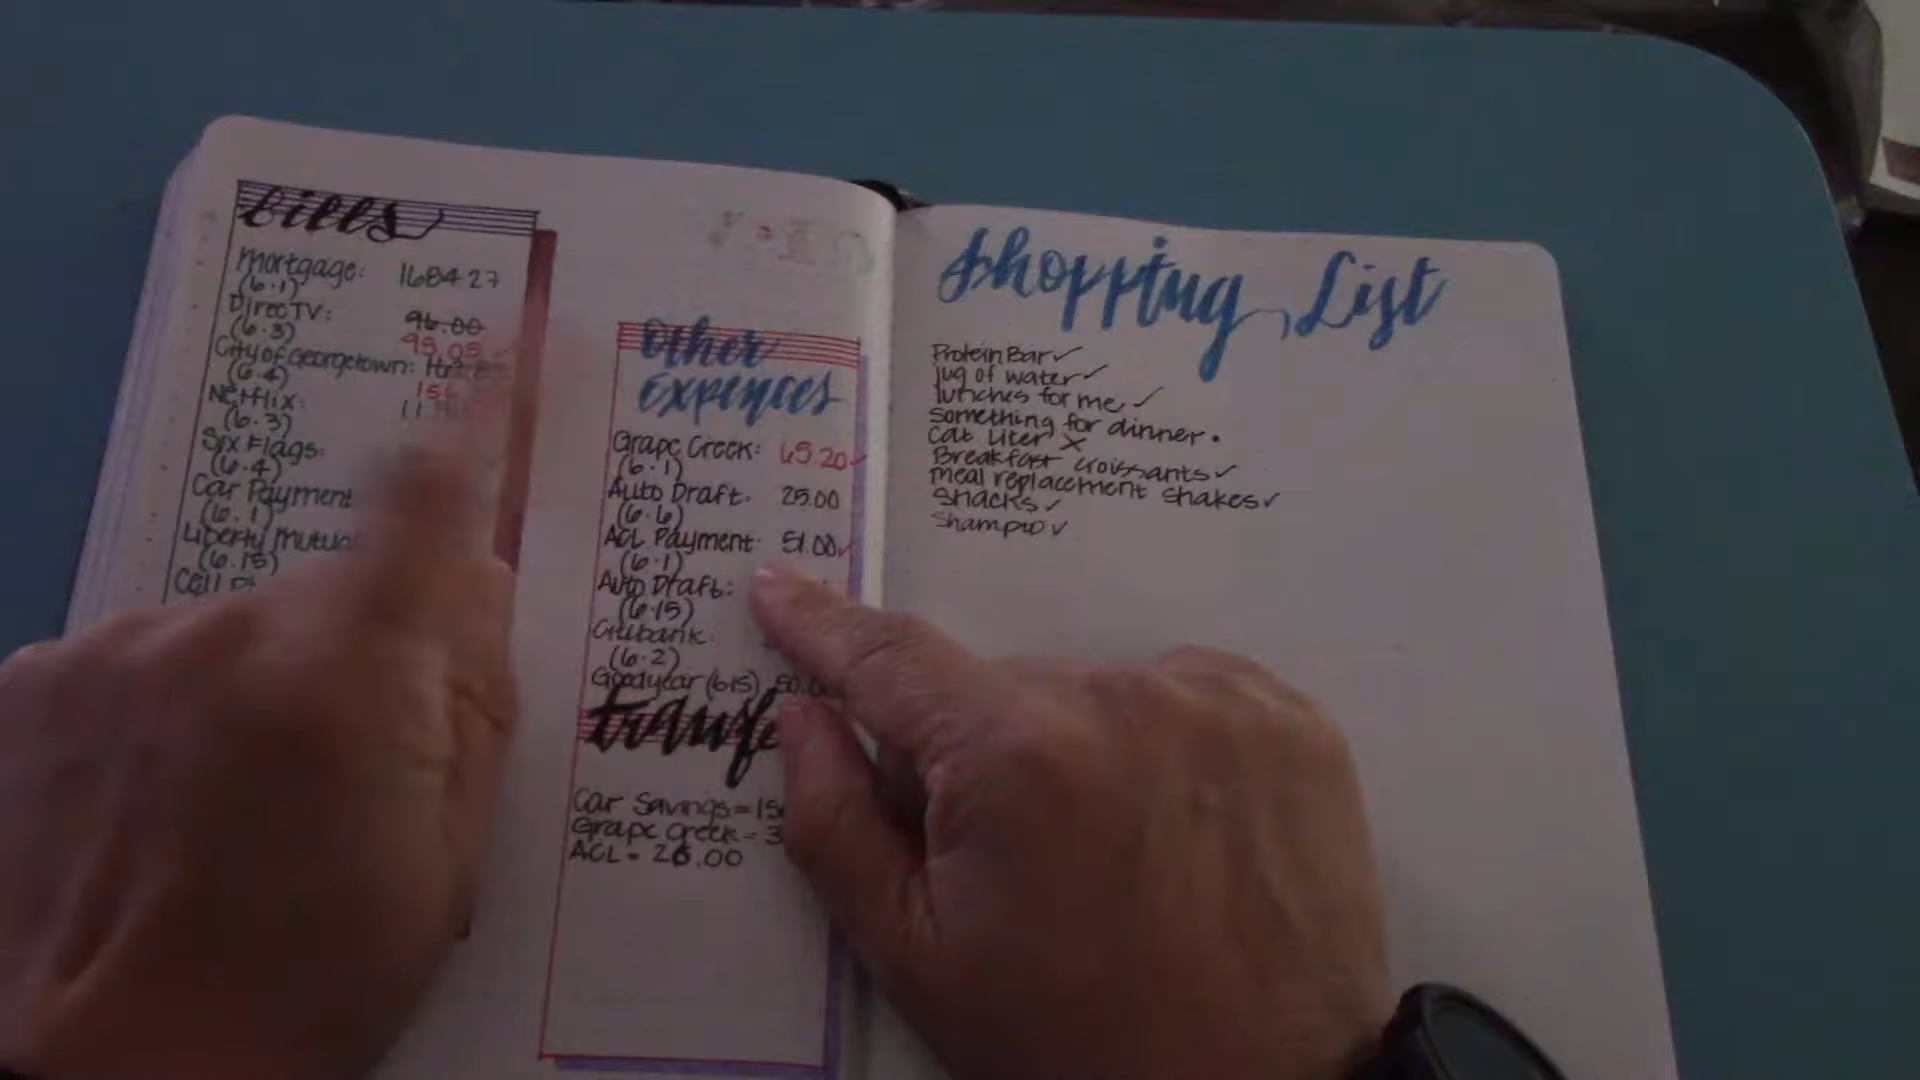 bills
Mortgage: 1684.27
(6.1)
DirecTV: 96.00
(6.3) 95.05
City of Georgetown:
(6.4)
Netflix:
(6.3)
Six Flags:
(6.4)
Car Payment
(6.1)
Liberty Mutual
(6.15)
Cell
Other
Expences
Grape Creek: 65.20✓
(6.1)
Auto Draft: 25.00
(6.6)
ACL Payment: 51.00✓
(6.1)
Auto Draft:
(6.15)
Citibank:
(6.2)
Goodyear (6.15)
Car Savings =
Grape Creek =
ACL = 26.00
Shopping List
Protein Bar ✓
jug of water ✓
lunches for me ✓
something for dinner •
Cat Liter X
Breakfast croissants ✓
meal replacement shakes ✓
Snacks ✓
Shampoo ✓